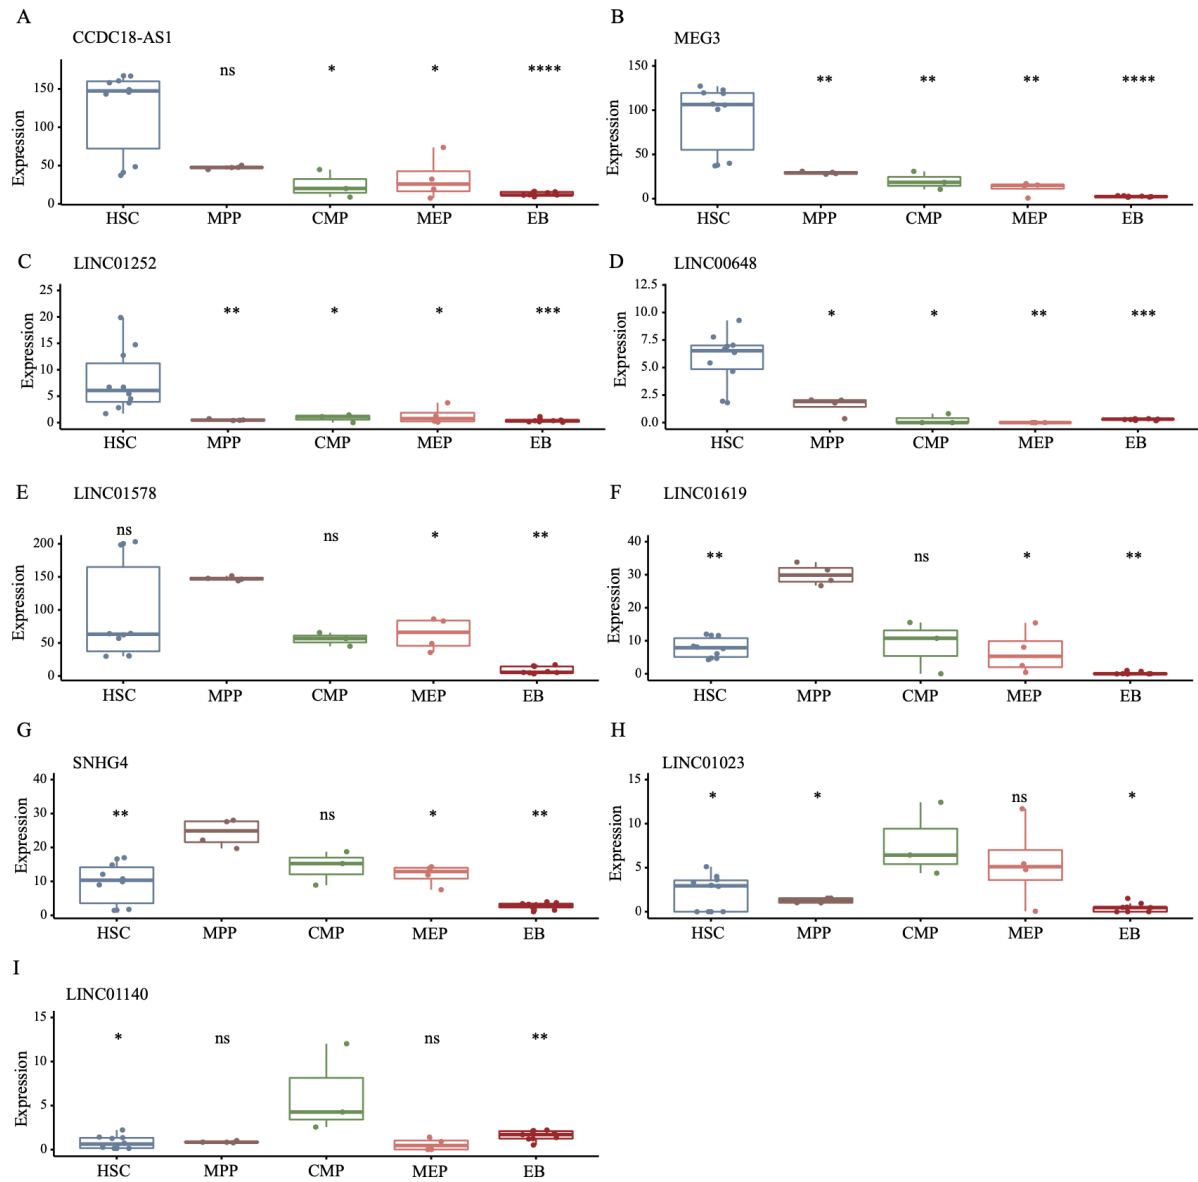 A
CCDC18-AS1
Expression
150
100
50
0
ns * * ****
HSC MPP CMP MEP EB
B
MEG3
Expression
150
100
50
0
** ** ** ****
HSC MPP CMP MEP EB
C
LINC01252
Expression
25
20
15
10
5
0
** * * ***
HSC MPP CMP MEP EB
D
LINC00648
Expression
12.5
10.0
7.5
5.0
2.5
0.0
* * ** ***
HSC MPP CMP MEP EB
E
LINC01578
Expression
200
150
100
50
0
ns ns * **
HSC MPP CMP MEP EB
F
LINC01619
Expression
40
30
20
10
0
** ns * **
HSC MPP CMP MEP EB
G
SNHG4
Expression
40
30
20
10
0
** ns * **
HSC MPP CMP MEP EB
H
LINC01023
Expression
15
10
5
0
* * ns *
HSC MPP CMP MEP EB
I
LINC01140
Expression
15
10
5
0
* ns ns **
HSC MPP CMP MEP EB